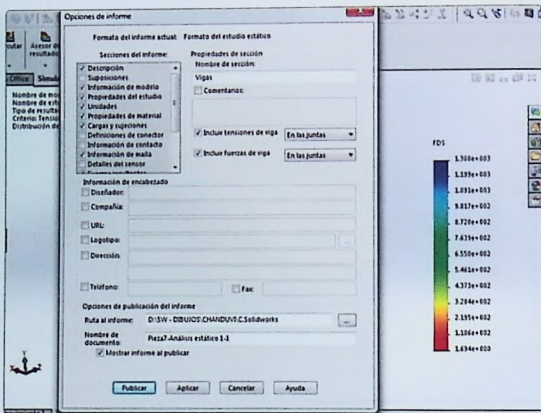 Opciones de informe
Formato del informe actual: Formato del estudio estático
Secciones del informe:
Descripción
Suposiciones
Información de modelo
Propiedades del estudio
Unidades
Propiedades de material
Cargas y sujeciones
Definiciones de conector
Información de contacto
Información de malla
Detalles del sensor
Propiedades de sección
Nombre de sección:
Vigas
Comentarios:
Incluir tensiones de viga
En las juntas
Incluir fuerzas de viga
En las juntas
Información de encabezado
Diseñador:
Compañía:
URL:
Logotipo:
...
Dirección:
Teléfono:
Fax:
Opciones de publicación del informe
Ruta al informe:
D:\SW - DIBUJOS\CHANDUVI\C.Solidworks
...
Nombre de documento:
Pieza7-Análisis estático 1-1
Mostrar informe al publicar
Publicar
Aplicar
Cancelar
Ayuda
cutar
Asesor de
resultado
Office
Simula
Nombre de mo
Nombre de est
Tipo de resulta
Criterio: Tensio
Distribución de
FDS
1.308e+003
1.199e+003
1.091e+003
9.817e+002
8.728e+002
7.639e+002
6.550e+002
5.461e+002
4.373e+002
3.284e+002
2.195e+002
1.106e+002
1.694e+000